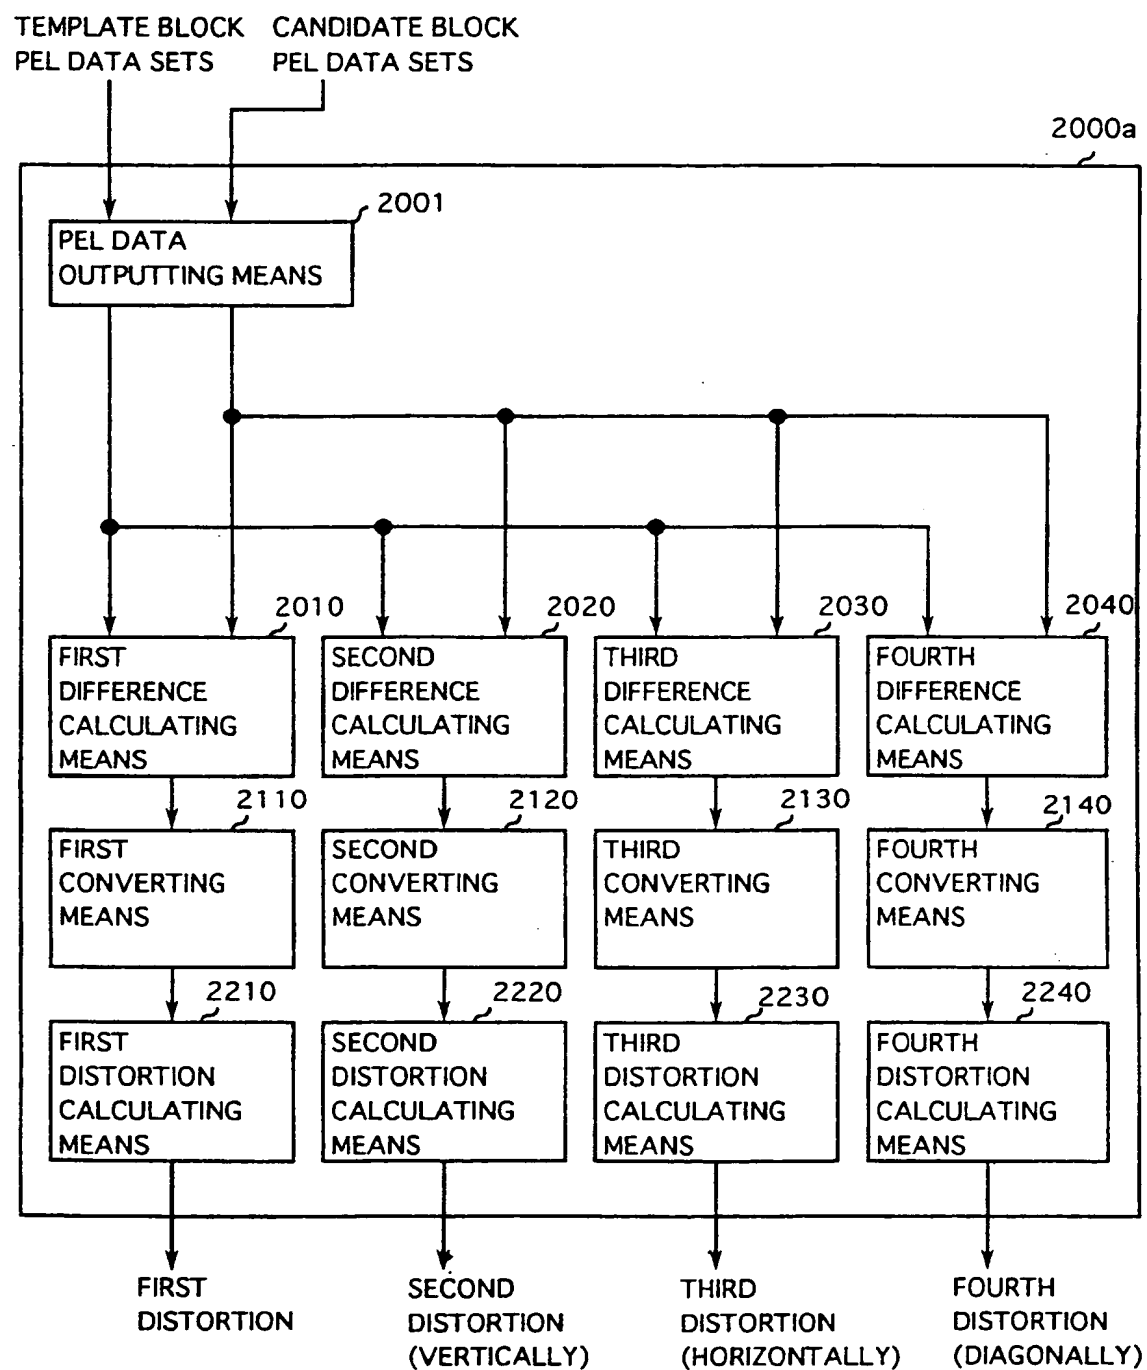 TEMPLATE BLOCK
PEL DATA SETS
CANDIDATE BLOCK
PEL DATA SETS
2000a
2001
PEL DATA
OUTPUTTING MEANS
2010
2020
2030
2040
FIRST
DIFFERENCE
CALCULATING
MEANS
SECOND
DIFFERENCE
CALCULATING
MEANS
THIRD
DIFFERENCE
CALCULATING
MEANS
FOURTH
DIFFERENCE
CALCULATING
MEANS
2110
2120
2130
2140
FIRST
CONVERTING
MEANS
SECOND
CONVERTING
MEANS
THIRD
CONVERTING
MEANS
FOURTH
CONVERTING
MEANS
2210
2220
2230
2240
FIRST
DISTORTION
CALCULATING
MEANS
SECOND
DISTORTION
CALCULATING
MEANS
THIRD
DISTORTION
CALCULATING
MEANS
FOURTH
DISTORTION
CALCULATING
MEANS
FIRST
DISTORTION
SECOND
DISTORTION
(VERTICALLY)
THIRD
DISTORTION
(HORIZONTALLY)
FOURTH
DISTORTION
(DIAGONALLY)